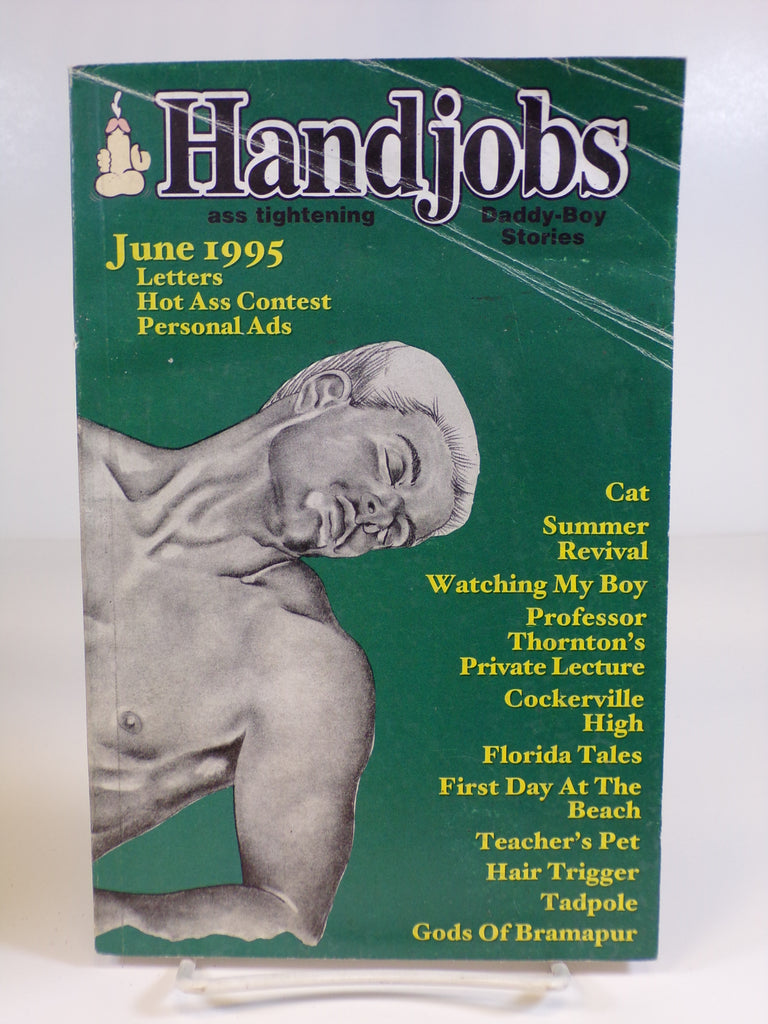 Handjobs
ass tightening
Daddy-Boy
Stories
June 1995
Letters
Hot Ass Contest
Personal Ads
Cat
Summer
Revival
Watching My Boy
Professor
Thornton's
Private Lecture
Cockerville
High
Florida Tales
First Day At The
Beach
Teacher's Pet
Hair Trigger
Tadpole
Gods Of Bramapur